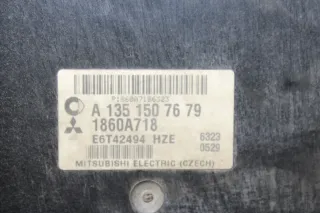 A 135 150 76 79
1860A718
E6T42494 HZE 6323
0529
MITSUBISHI ELECTRIC (CZECH)